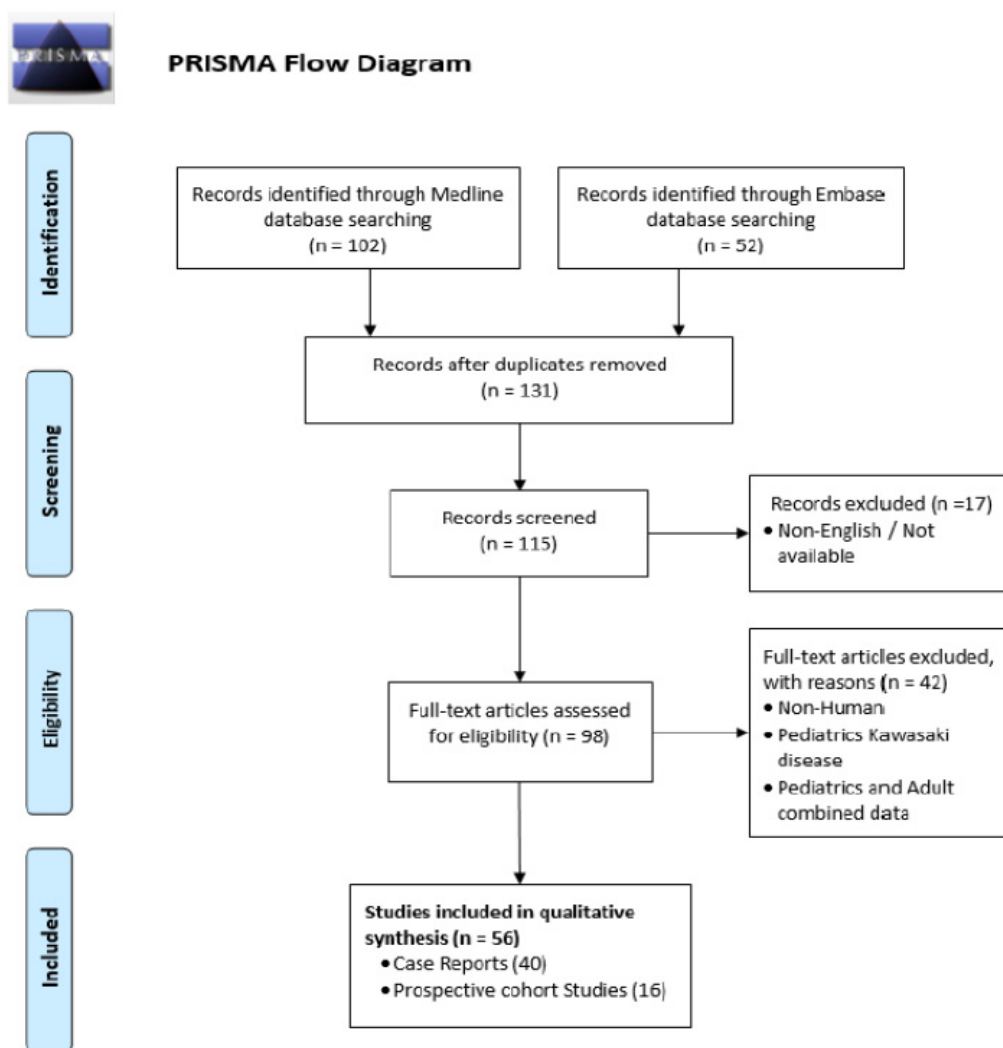 PRISMA
PRISMA Flow Diagram
Identification
Records identified through Medline
database searching
(n = 102)
Records identified through Embase
database searching
(n = 52)
Records after duplicates removed
(n = 131)
Screening
Records screened
(n = 115)
Records excluded (n =17)
• Non-English / Not
available
Eligibility
Full-text articles assessed
for eligibility (n = 98)
Full-text articles excluded,
with reasons (n = 42)
• Non-Human
• Pediatrics Kawasaki
disease
• Pediatrics and Adult
combined data
Included
Studies included in qualitative
synthesis (n = 56)
• Case Reports (40)
• Prospective cohort Studies (16)